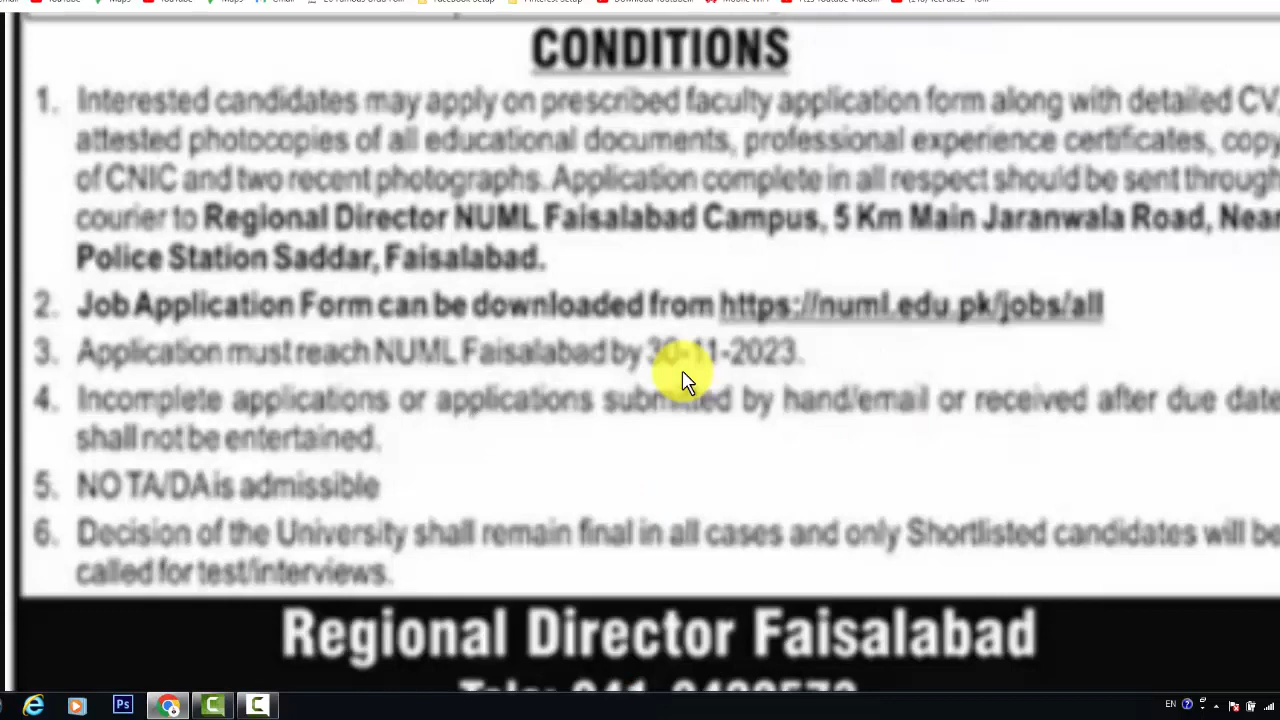 CONDITIONS
1. Interested candidates may apply on prescribed faculty application form along with detailed CV,
attested photocopies of all educational documents, professional experience certificates, copy
of CNIC and two recent photographs. Application complete in all respect should be sent through
courier to Regional Director NUML Faisalabad Campus, 5 Km Main Jaranwala Road, Near
Police Station Saddar, Faisalabad.
2. Job Application Form can be downloaded from https://numl.edu.pk/jobs/all
3. Application must reach NUML Faisalabad by 30-11-2023.
4. Incomplete applications or applications submitted by hand/email or received after due date
shall not be entertained.
5. NO TA/DA is admissible
6. Decision of the University shall remain final in all cases and only Shortlisted candidates will be
called for test/interviews.
Regional Director Faisalabad
Ps
EN